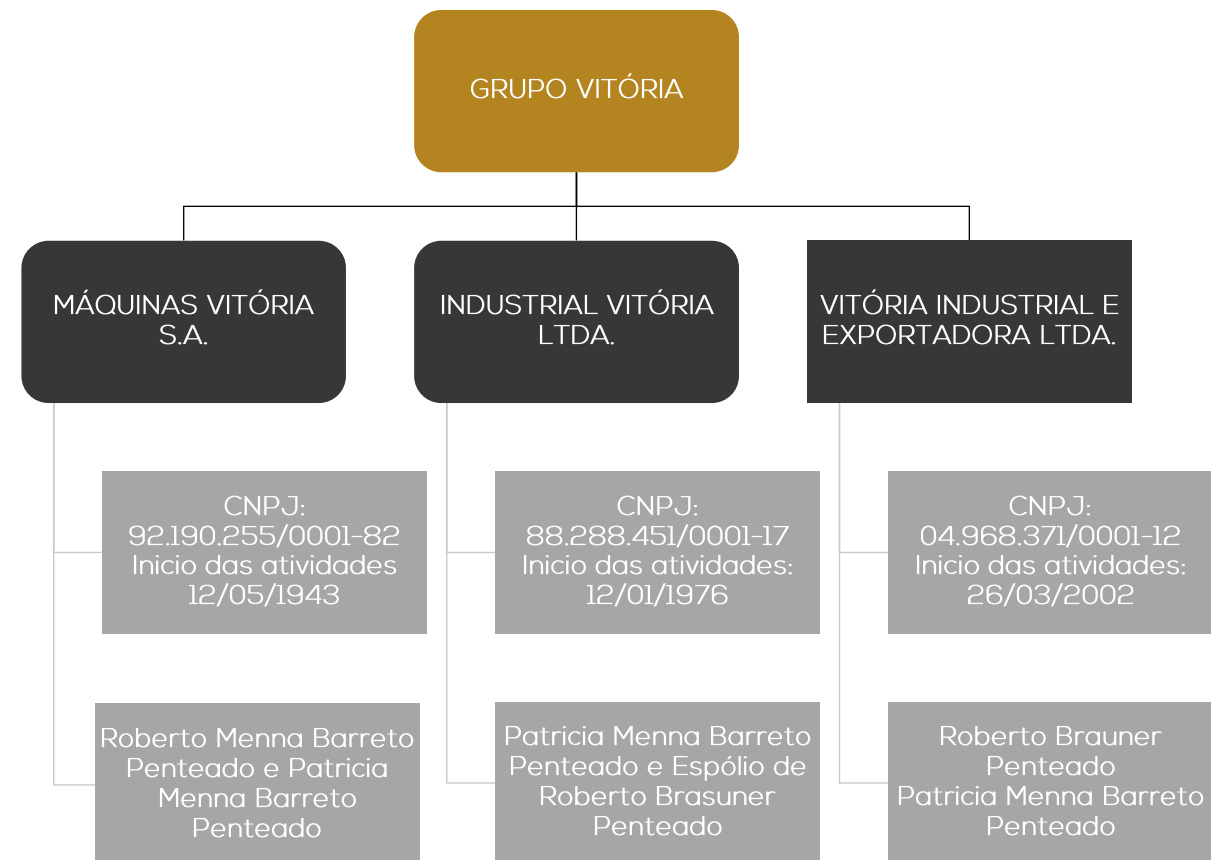 GRUPO VITÓRIA
MÁQUINAS VITÓRIA
S.A.
CNPJ:
92.190.255/0001-82
Inicio das atividades
12/05/1943
Roberto Menna Barreto
Penteado e Patricia
Menna Barreto
Penteado
INDUSTRIAL VITÓRIA
LTDA.
CNPJ:
88.288.451/0001-17
Inicio das atividades:
12/01/1976
Patricia Menna Barreto
Penteado e Espólio de
Roberto Brasuner
Penteado
VITÓRIA INDUSTRIAL E
EXPORTADORA LTDA.
CNPJ:
04.968.371/0001-12
Inicio das atividades:
26/03/2002
Roberto Brauner
Penteado
Patricia Menna Barreto
Penteado